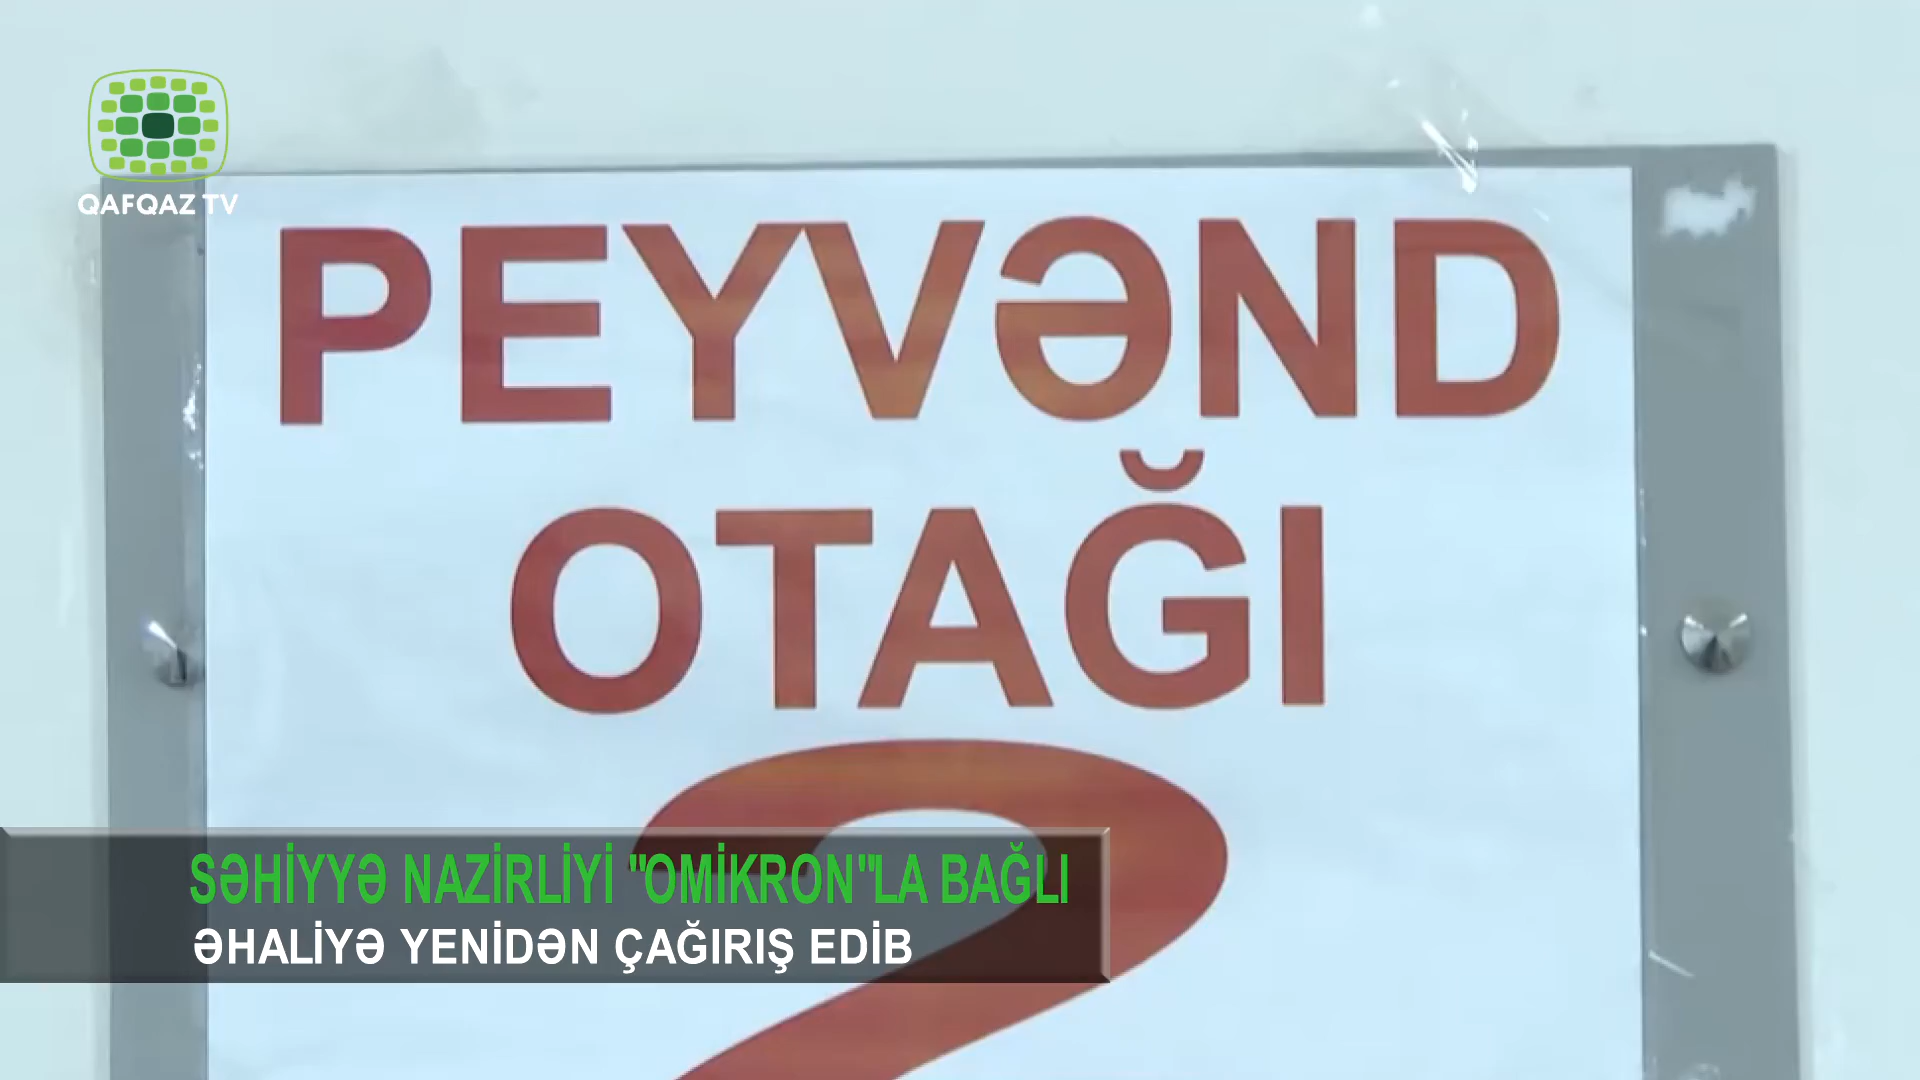 QAFQAZ TV
PEYVƏND
OTAĞI
2
SƏHİYYƏ NAZİRLİYİ "OMİKRON"LA BAĞLI
ƏHALİYƏ YENİDƏN ÇAĞIRIŞ EDİB